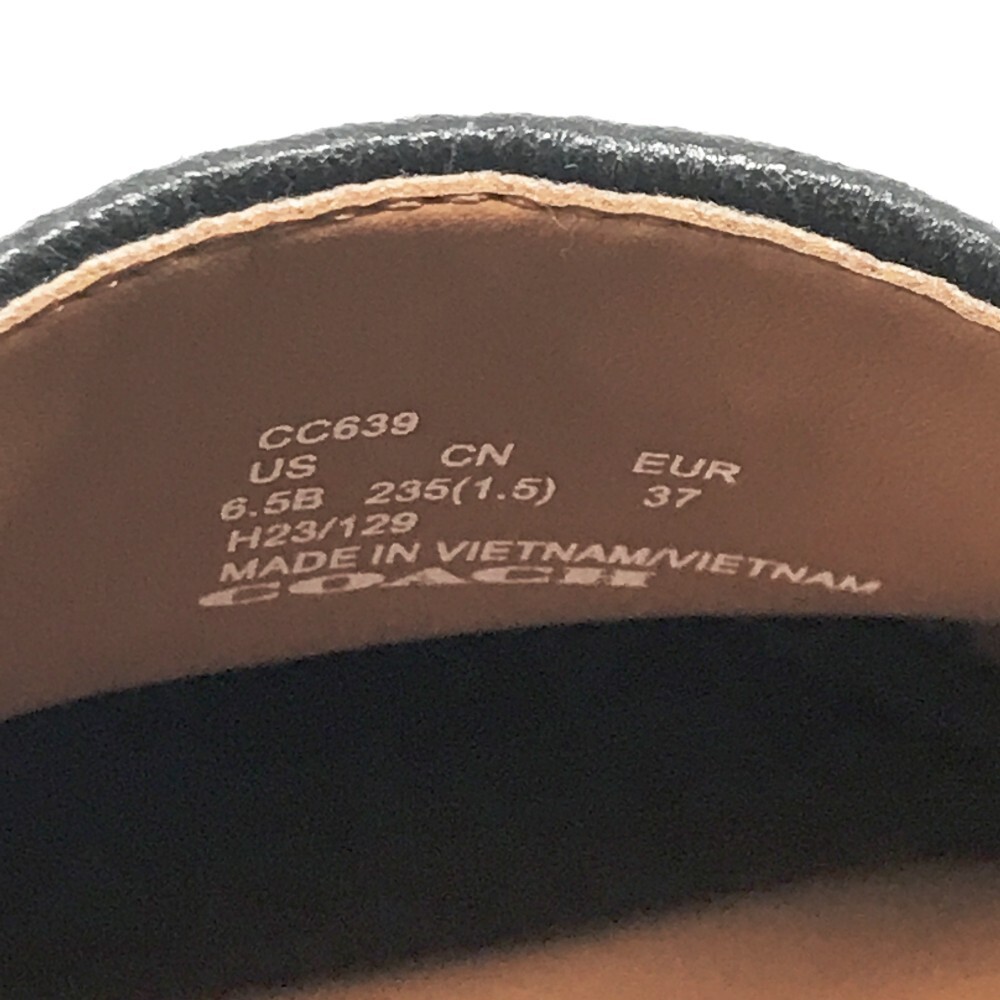 CC639
US CN EUR
6.5B 235(1.5) 37
H23/129
MADE IN VIETNAM/VIETNAM
COACH